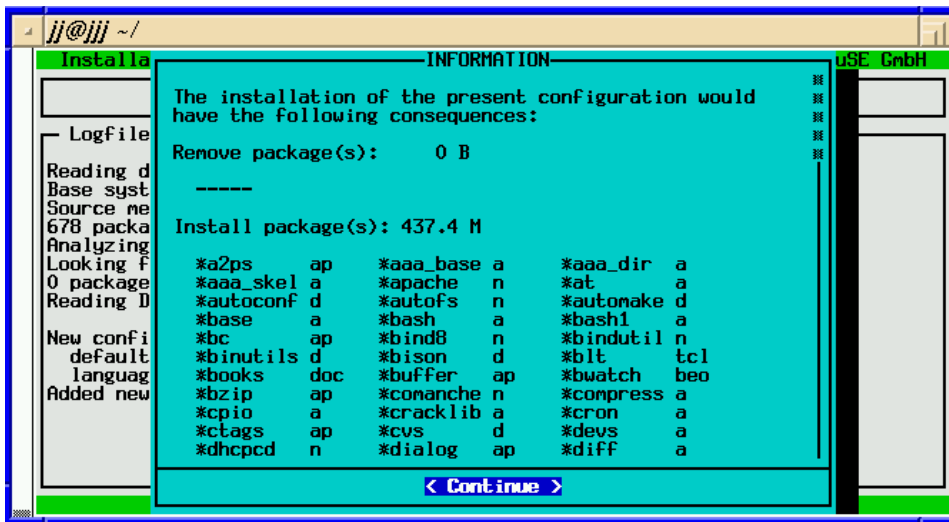 jj@jjj ~/
Installa
uSE GmbH
INFORMATION
The installation of the present configuration would
have the following consequences:
Remove package(s): 0 B
-----
Install package(s): 437.4 M
*a2ps ap *aaa_base a *aaa_dir a
*aaa_skel a *apache n *at a
*autoconf d *autofs n *automake d
*base a *bash a *bash1 a
*bc ap *bind8 n *bindutil n
*binutils d *bison d *blt tcl
*books doc *buffer ap *bwatch beo
*bzip ap *comanche n *compress a
*cpio a *cracklib a *cron a
*ctags ap *cvs d *devs a
*dhcpcd n *dialog ap *diff a
< Continue >
Logfile
Reading d
Base syst
Source me
678 packa
Analyzing
Looking f
0 package
Reading D
New confi
default
languag
Added new